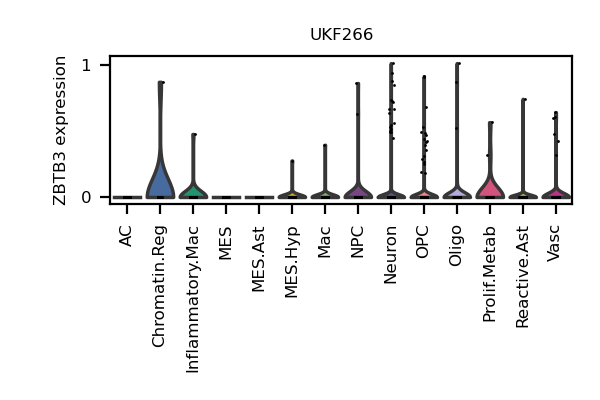 UKF266
ZBTB3 expression
1
0
AC
Chromatin.Reg
Inflammatory.Mac
MES
MES.Ast
MES.Hyp
Mac
NPC
Neuron
OPC
Oligo
Prolif.Metab
Reactive.Ast
Vasc